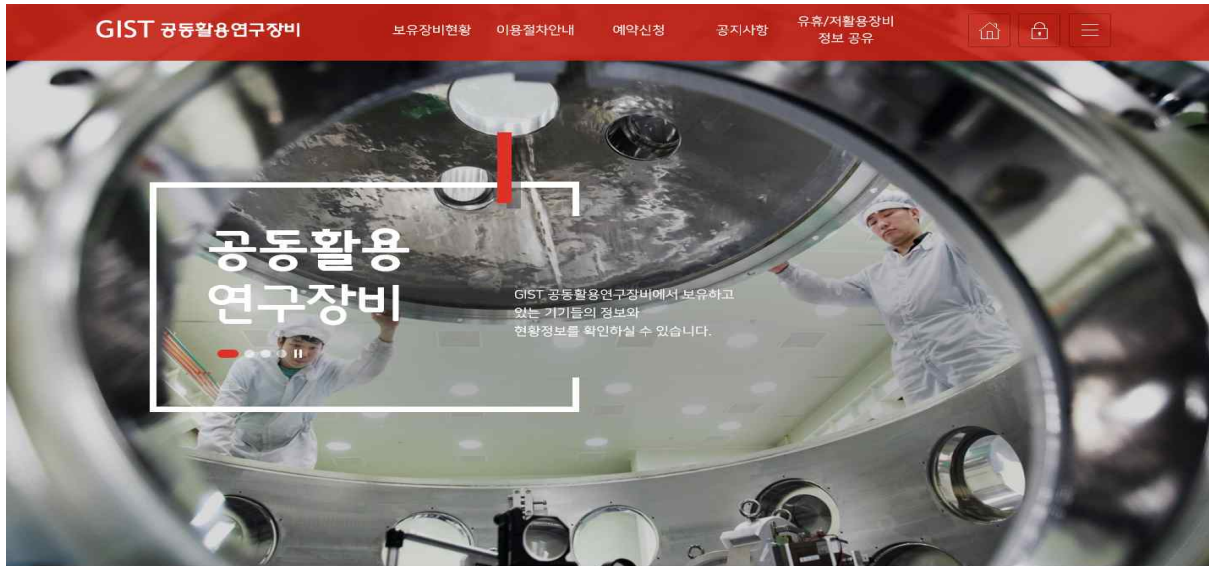 GIST 공동활용연구장비
보유장비현황
이용절차안내
예약신청
공지사항
유휴/저활용장비
정보 공유
공동활용
연구장비
GIST 공동활용연구장비에서 보유하고
있는 기기들의 정보와
현황정보를 확인하실 수 있습니다.